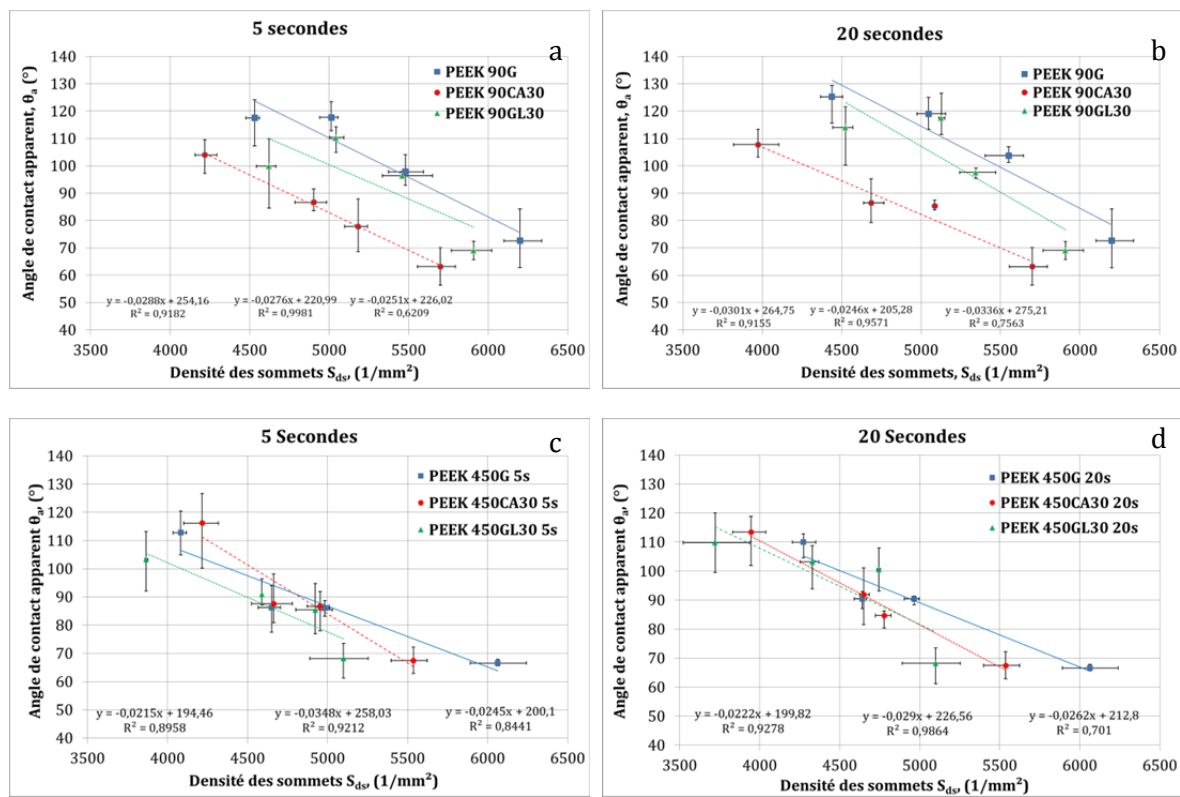 5 secondes
a
Angle de contact apparent, θa (°)
140
130
120
110
100
90
80
70
60
50
40
PEEK 90G
PEEK 90CA30
PEEK 90GL30
y = -0,0288x + 254,16
R² = 0,9182
y = -0,0276x + 220,99
R² = 0,9981
y = -0,0251x + 226,02
R² = 0,6209
3500 4000 4500 5000 5500 6000 6500
Densité des sommets Sds, (1/mm²)
20 secondes
b
Angle de contact apparent, θa (°)
140
130
120
110
100
90
80
70
60
50
40
PEEK 90G
PEEK 90CA30
PEEK 90GL30
y = -0,0301x + 264,75
R² = 0,9155
y = -0,0246x + 205,28
R² = 0,9571
y = -0,0336x + 275,21
R² = 0,7563
3500 4000 4500 5000 5500 6000 6500
Densité des sommets, Sds (1/mm²)
5 Secondes
c
Angle de contact apparent θa, (°)
140
130
120
110
100
90
80
70
60
50
40
PEEK 450G 5s
PEEK 450CA30 5s
PEEK 450GL30 5s
y = -0,0215x + 194,46
R² = 0,8958
y = -0,0348x + 258,03
R² = 0,9212
y = -0,0245x + 200,1
R² = 0,8441
3500 4000 4500 5000 5500 6000 6500
Densité des sommets Sds, (1/mm²)
20 Secondes
d
Angle de contact apparent θa, (°)
140
130
120
110
100
90
80
70
60
50
40
PEEK 450G 20s
PEEK 450CA30 20s
PEEK 450GL30 20s
y = -0,0222x + 199,82
R² = 0,9278
y = -0,029x + 226,56
R² = 0,9864
y = -0,0262x + 212,8
R² = 0,701
3500 4000 4500 5000 5500 6000 6500
Densité des sommets Sds, (1/mm²)